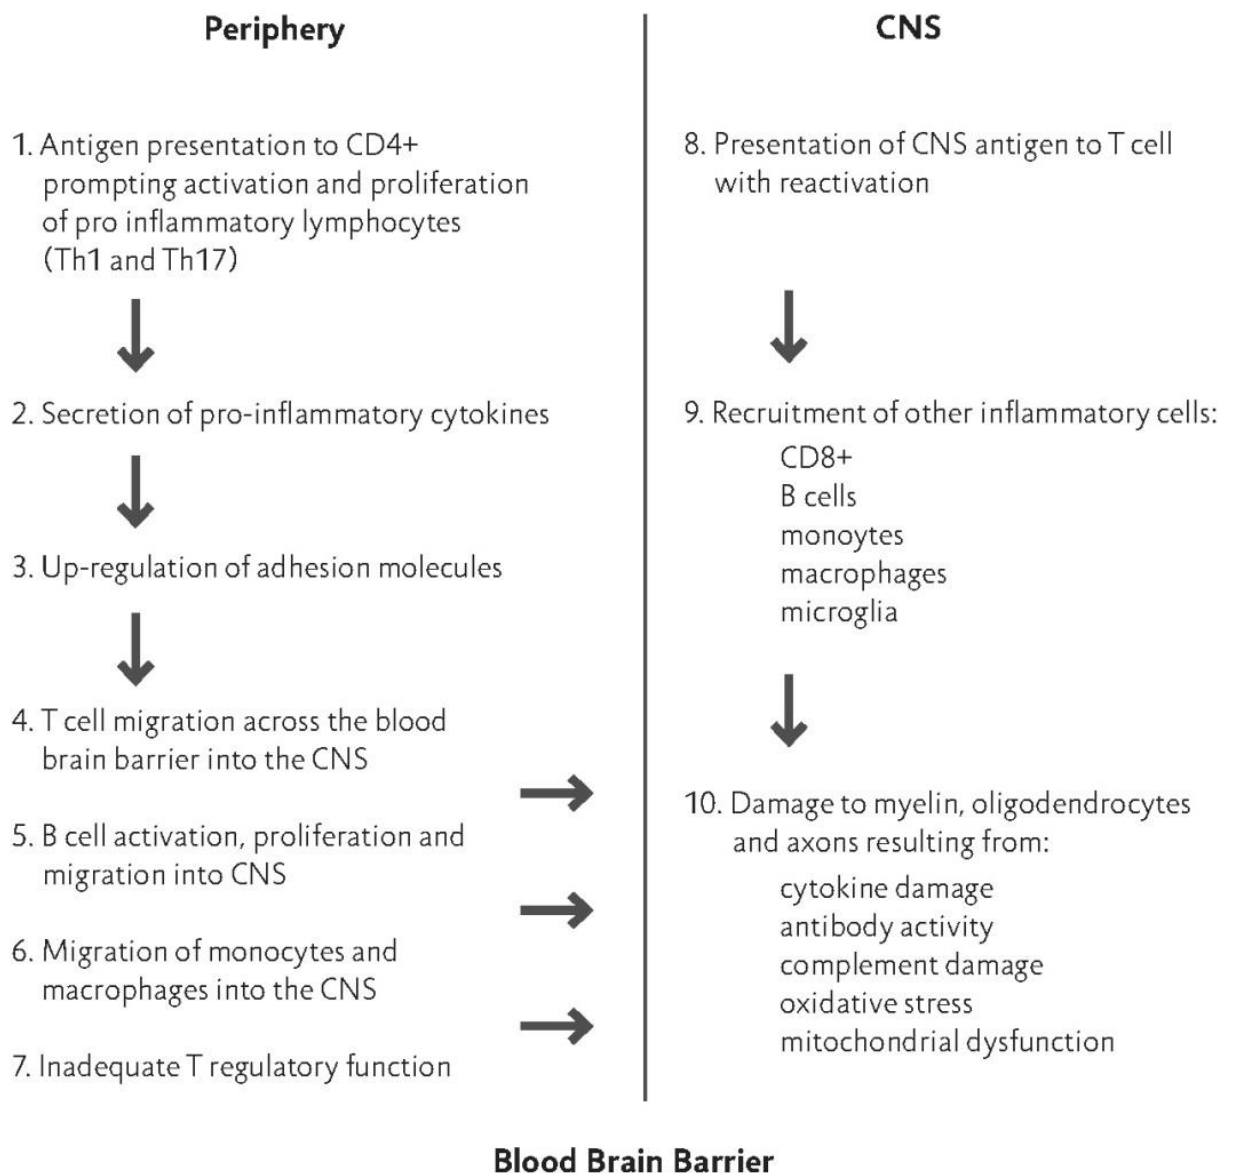 Periphery
1. Antigen presentation to CD4+
prompting activation and proliferation
of pro inflammatory lymphocytes
(Th1 and Th17)
2. Secretion of pro-inflammatory cytokines
3. Up-regulation of adhesion molecules
4. T cell migration across the blood
brain barrier into the CNS
5. B cell activation, proliferation and
migration into CNS
6. Migration of monocytes and
macrophages into the CNS
7. Inadequate T regulatory function
CNS
8. Presentation of CNS antigen to T cell
with reactivation
9. Recruitment of other inflammatory cells:
CD8+
B cells
monoytes
macrophages
microglia
10. Damage to myelin, oligodendrocytes
and axons resulting from:
cytokine damage
antibody activity
complement damage
oxidative stress
mitochondrial dysfunction
Blood Brain Barrier